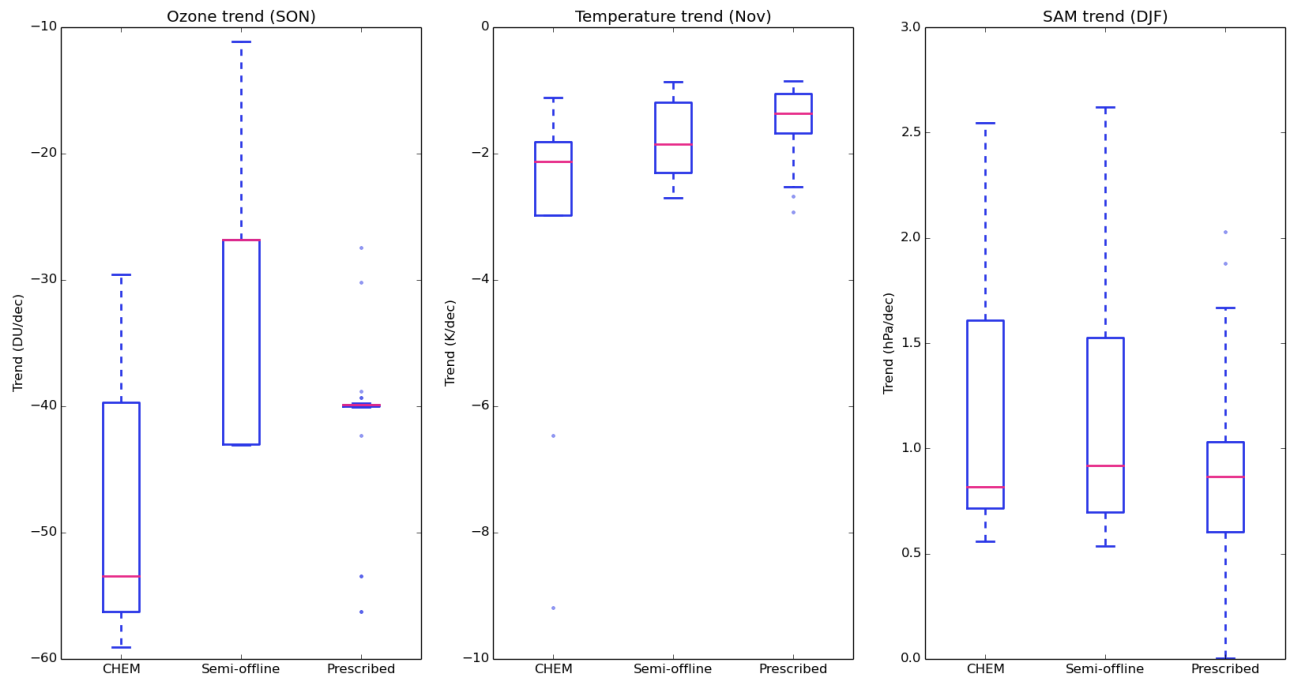 Ozone trend (SON)
Trend (DU/dec)
−10
−20
−30
−40
−50
−60
CHEM Semi-offline Prescribed
Temperature trend (Nov)
Trend (K/dec)
0
−2
−4
−6
−8
−10
CHEM Semi-offline Prescribed
SAM trend (DJF)
Trend (hPa/dec)
3.0
2.5
2.0
1.5
1.0
0.5
0.0
CHEM Semi-offline Prescribed